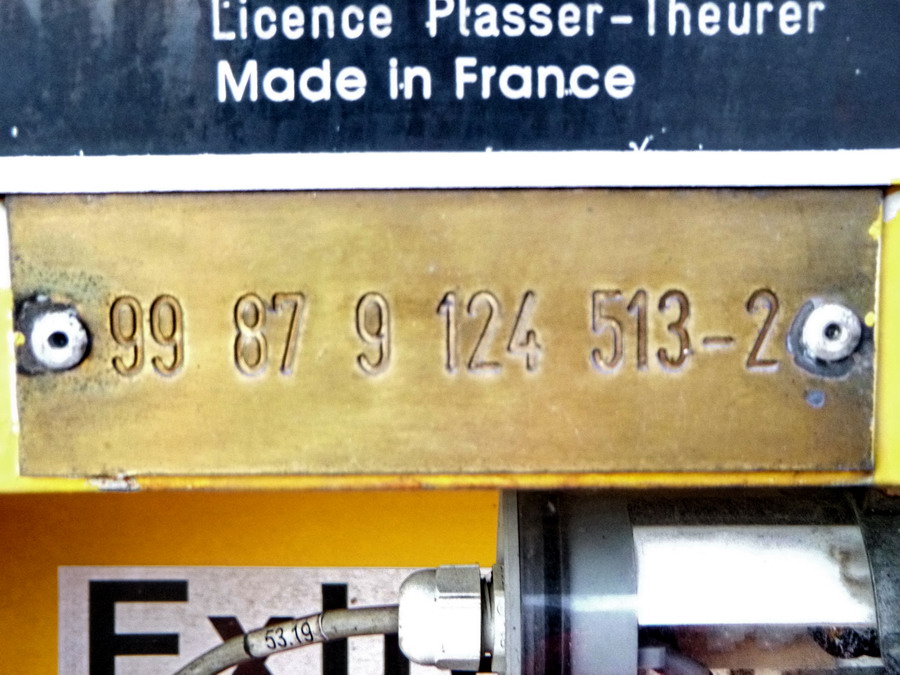 Licence Plasser-Theurer
Made in France
99 87 9 124 513-2
53.19